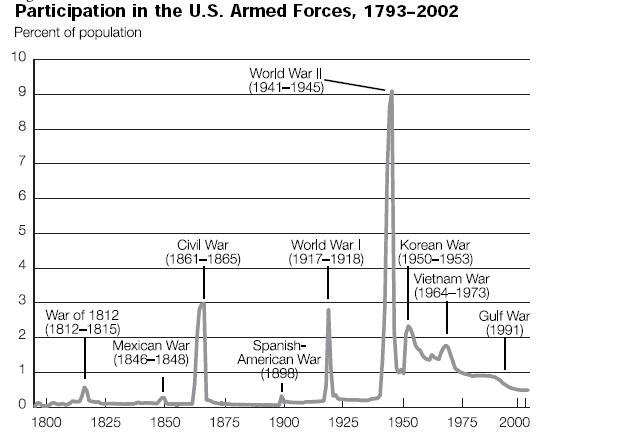 Participation in the U.S. Armed Forces, 1793–2002
Percent of population
10
World War II
(1941–1945)
9
8
7
6
5
Civil War
(1861–1865)
World War I
(1917–1918)
Korean War
(1950–1953)
4
Vietnam War
(1964–1973)
3
War of 1812
(1812–1815)
Gulf War
(1991)
2
Mexican War
(1846–1848)
Spanish-
American War
(1898)
1
0
1800 1825 1850 1875 1900 1925 1950 1975 2000